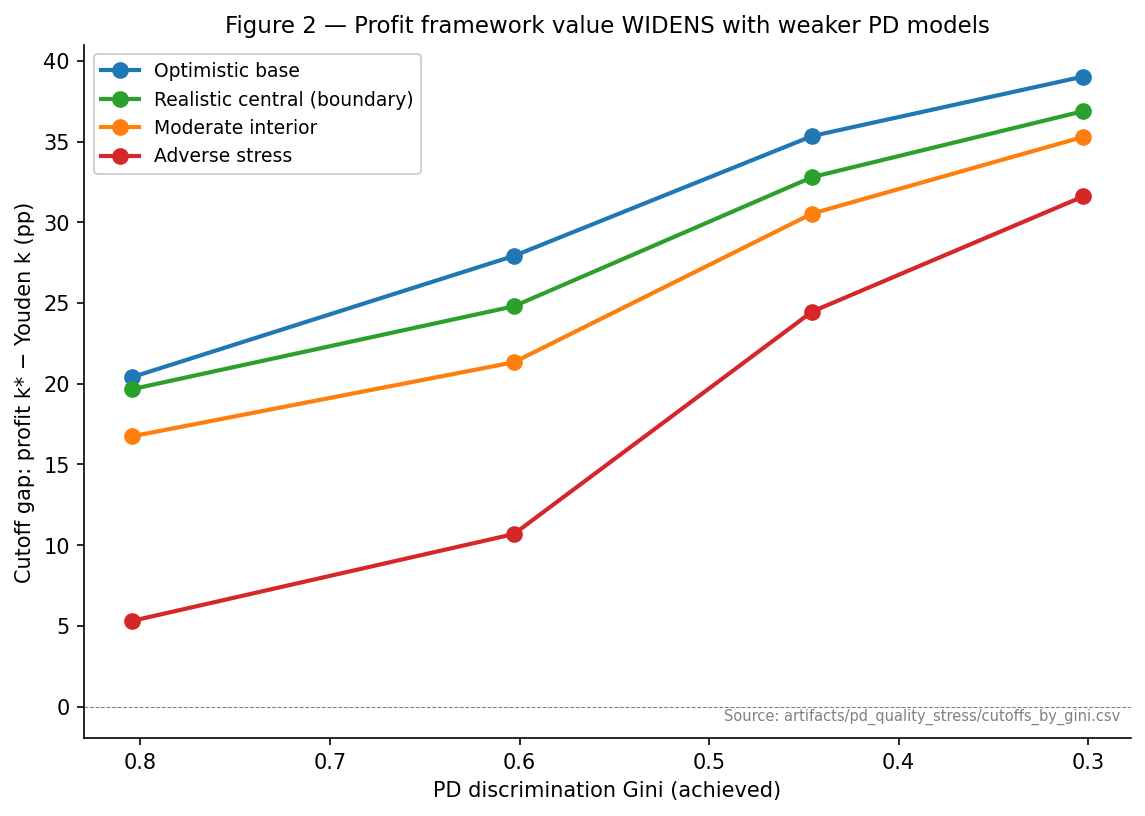 Figure 2 — Profit framework value WIDENS with weaker PD models
Optimistic base
Realistic central (boundary)
Moderate interior
Adverse stress
Cutoff gap: profit k* − Youden k (pp)
40
35
30
25
20
15
10
5
0
Source: artifacts/pd_quality_stress/cutoffs_by_gini.csv
0.8 0.7 0.6 0.5 0.4 0.3
PD discrimination Gini (achieved)